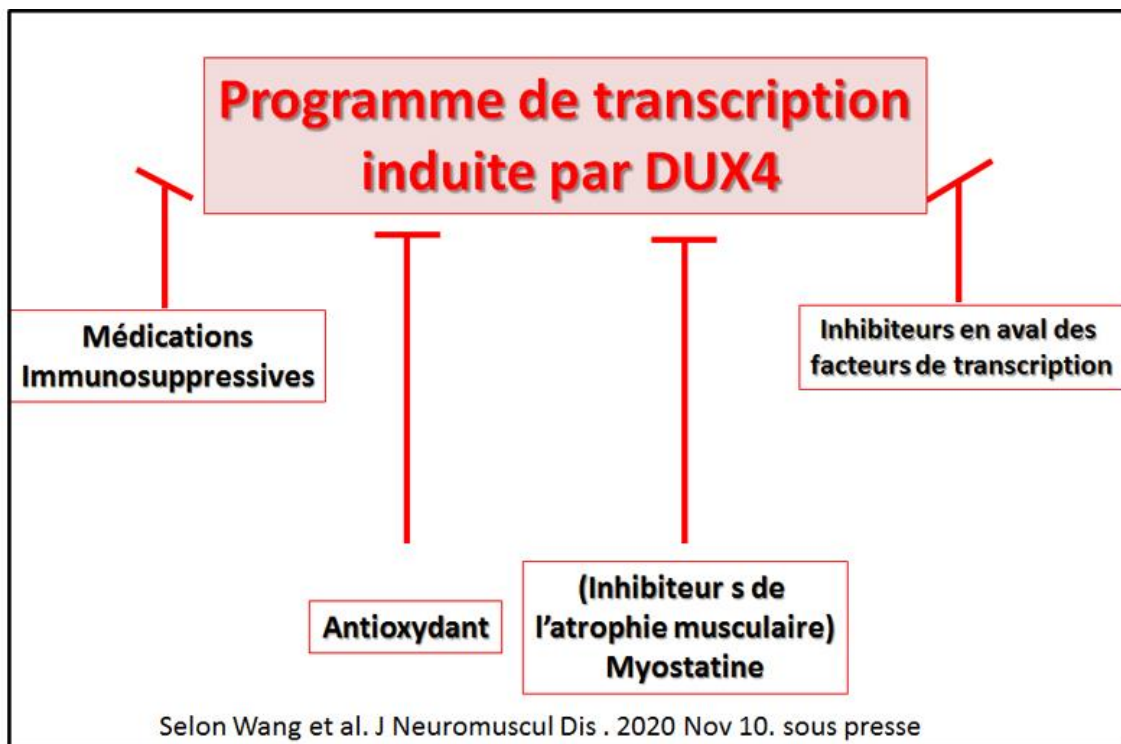 Programme de transcription
induite par DUX4
Médications
Immunosuppressives
Inhibiteurs en aval des
facteurs de transcription
Antioxydant
(Inhibiteur s de
l'atrophie musculaire)
Myostatine
Selon Wang et al. J Neuromuscul Dis . 2020 Nov 10. sous presse